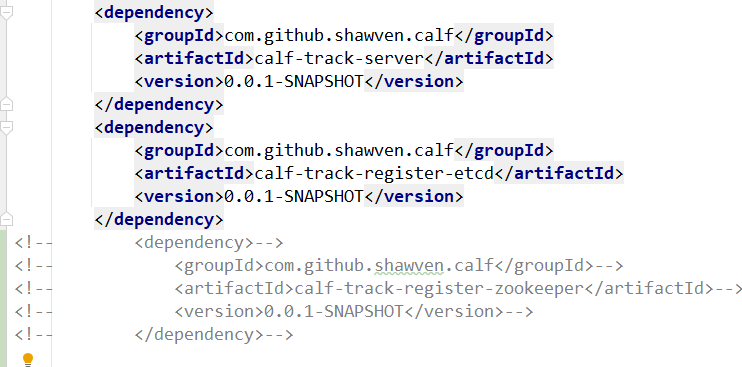 <dependency>
<groupId>com.github.shawven.calf</groupId>
<artifactId>calf-track-server</artifactId>
<version>0.0.1-SNAPSHOT</version>
</dependency>
<dependency>
<groupId>com.github.shawven.calf</groupId>
<artifactId>calf-track-register-etcd</artifactId>
<version>0.0.1-SNAPSHOT</version>
</dependency>
<!--        <dependency>-->
<!--            <groupId>com.github.shawven.calf</groupId>-->
<!--            <artifactId>calf-track-register-zookeeper</artifactId>-->
<!--            <version>0.0.1-SNAPSHOT</version>-->
<!--        </dependency>-->